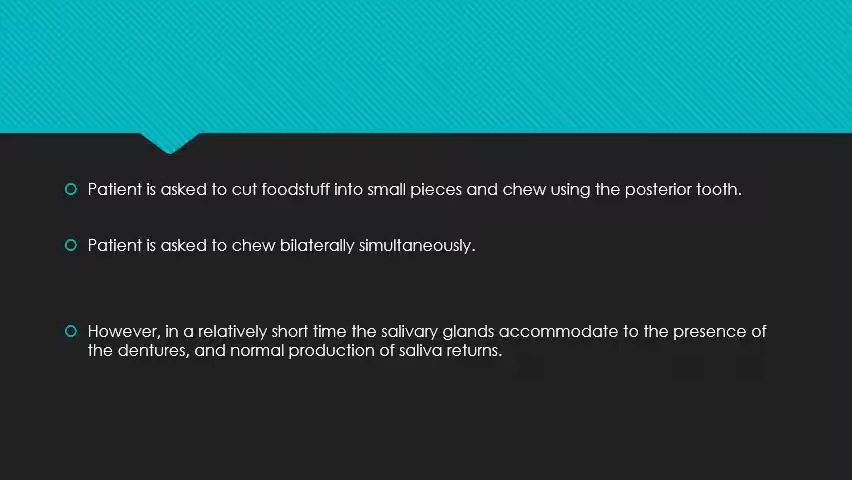 Patient is asked to cut foodstuff into small pieces and chew using the posterior tooth.
Patient is asked to chew bilaterally simultaneously.
However, in a relatively short time the salivary glands accommodate to the presence of
the dentures, and normal production of saliva returns.